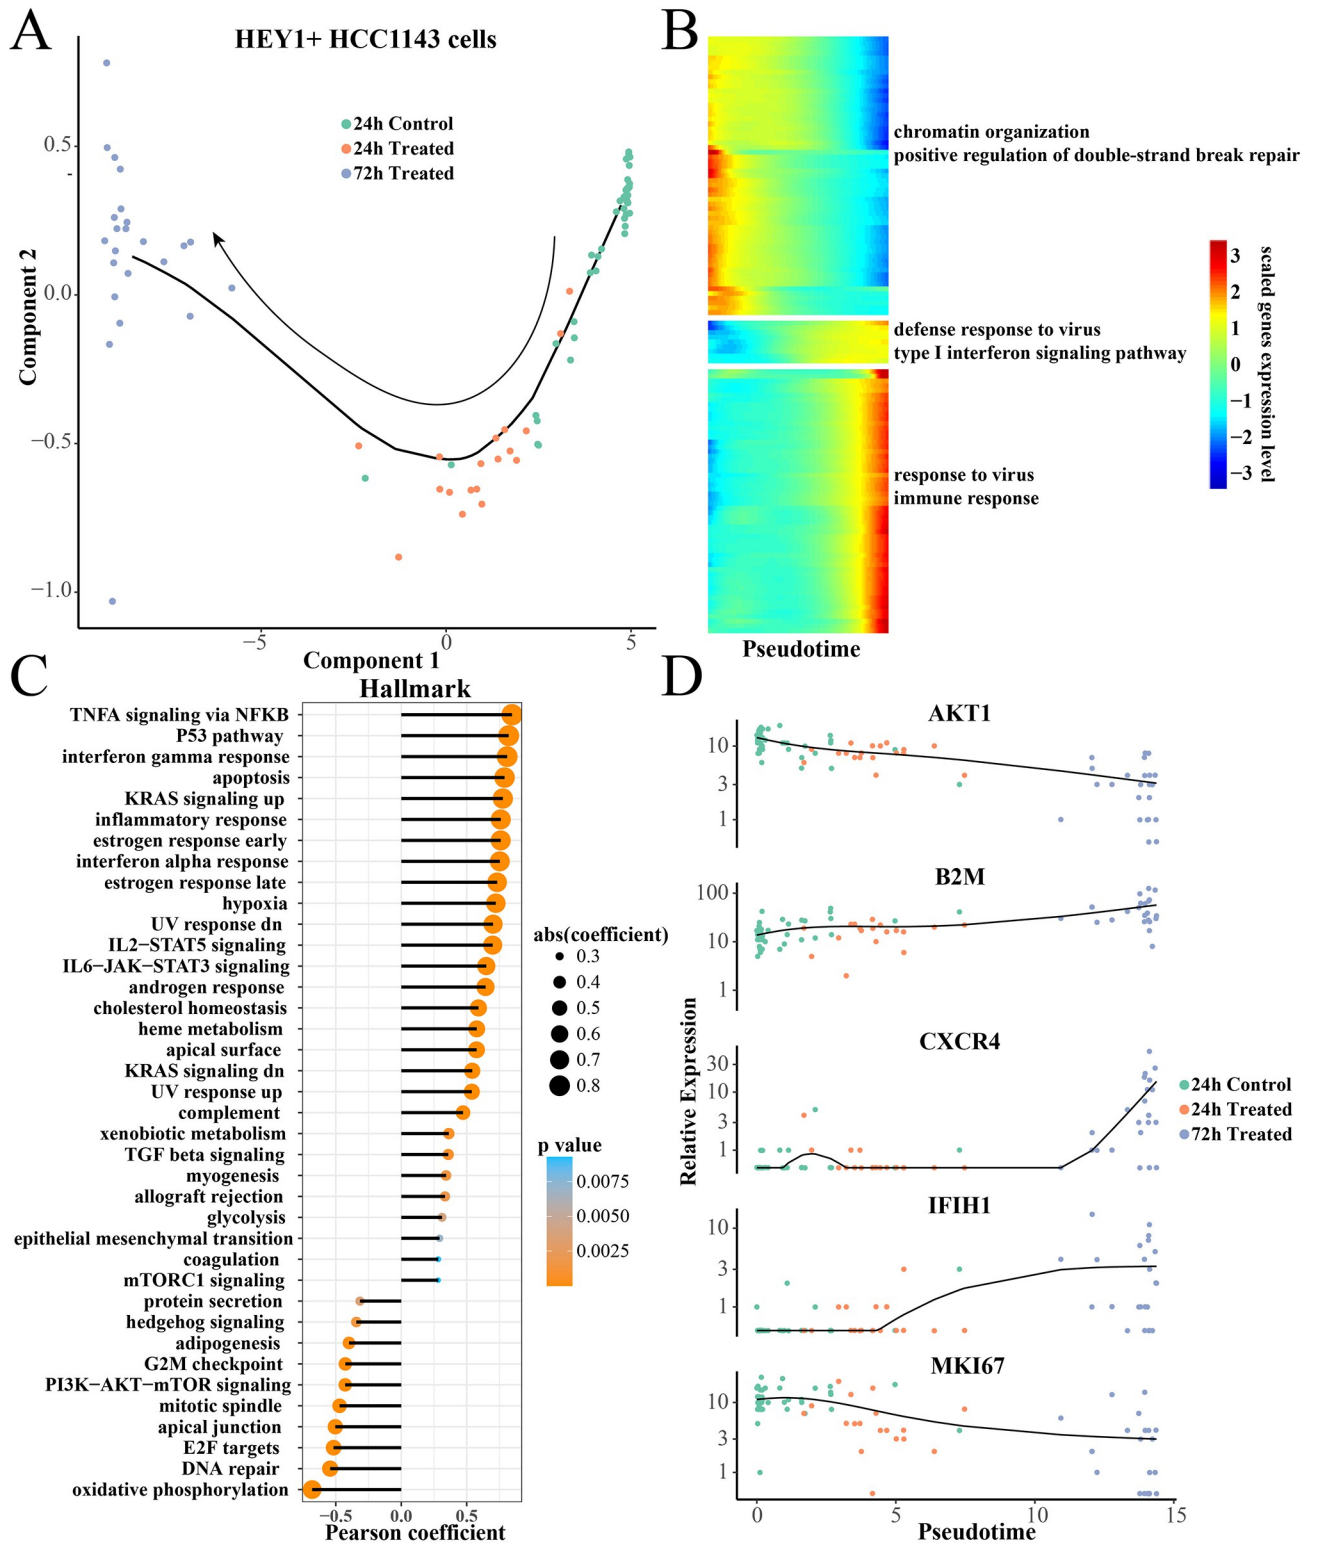 A
HEY1+ HCC1143 cells
24h Control
24h Treated
72h Treated
0.5
-
0.0
−0.5
−1.0
Component 2
−5
0
5
Component 1
B
chromatin organization
positive regulation of double-strand break repair
defense response to virus
type I interferon signaling pathway
response to virus
immune response
3
2
1
0
−1
−2
−3
scaled genes expression level
Pseudotime
C
Hallmark
TNFA signaling via NFKB
P53 pathway
interferon gamma response
apoptosis
KRAS signaling up
inflammatory response
estrogen response early
interferon alpha response
estrogen response late
hypoxia
UV response dn
IL2−STAT5 signaling
IL6−JAK−STAT3 signaling
androgen response
cholesterol homeostasis
heme metabolism
apical surface
KRAS signaling dn
UV response up
complement
xenobiotic metabolism
TGF beta signaling
myogenesis
allograft rejection
glycolysis
epithelial mesenchymal transition
coagulation
mTORC1 signaling
protein secretion
hedgehog signaling
adipogenesis
G2M checkpoint
PI3K−AKT−mTOR signaling
mitotic spindle
apical junction
E2F targets
DNA repair
oxidative phosphorylation
−0.5
0.0
0.5
Pearson coefficient
abs(coefficient)
0.3
0.4
0.5
0.6
0.7
0.8
p value
0.0075
0.0050
0.0025
D
Relative Expression
AKT1
10
3
1
B2M
100
10
1
CXCR4
30
10
3
1
IFIH1
10
3
1
MKI67
10
3
1
0
5
10
15
Pseudotime
24h Control
24h Treated
72h Treated